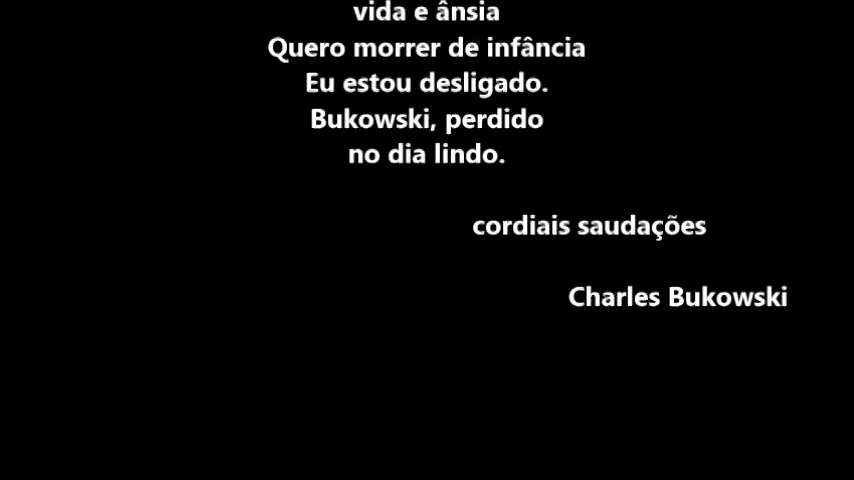 vida e ânsia
Quero morrer de infância
Eu estou desligado.
Bukowski, perdido
no dia lindo.
cordiais saudações
Charles Bukowski